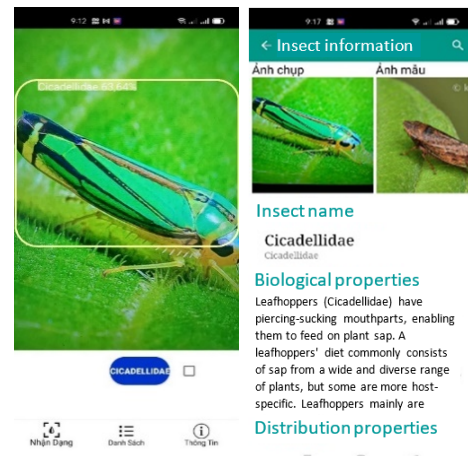 9:12
Cicadellidae 63.64%
CICADELLIDAE
Nhận Dạng
Danh Sách
Thông Tin
9:17
Insect information
Ảnh chụp
Ảnh mẫu
Insect name
Cicadellidae
Cicadellidae
Biological properties
Leafhoppers (Cicadellidae) have
piercing-sucking mouthparts, enabling
them to feed on plant sap. A
leafhoppers' diet commonly consists
of sap from a wide and diverse range
of plants, but some are more host-
specific. Leafhoppers mainly are
Distribution properties